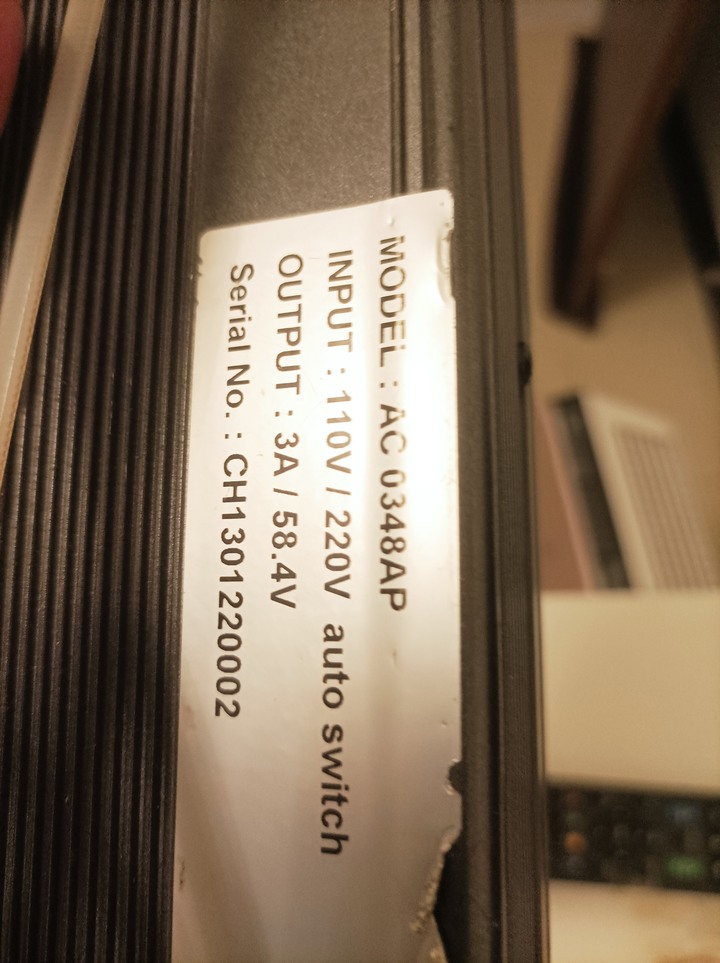 MODEL : AC 0348AP
INPUT : 110V / 220V auto switch
OUTPUT : 3A / 58.4V
Serial No. : CH1301220002